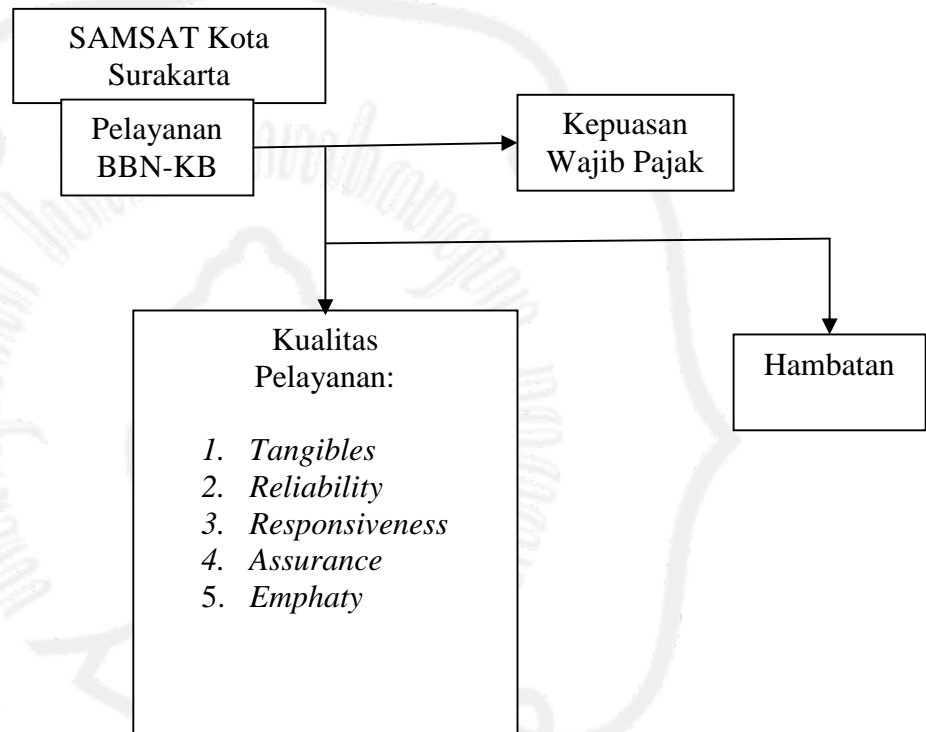 SAMSAT Kota
Surakarta
Pelayanan
BBN-KB
Kepuasan
Wajib Pajak
Kualitas
Pelayanan:
1. Tangibles
2. Reliability
3. Responsiveness
4. Assurance
5. Emphaty
Hambatan